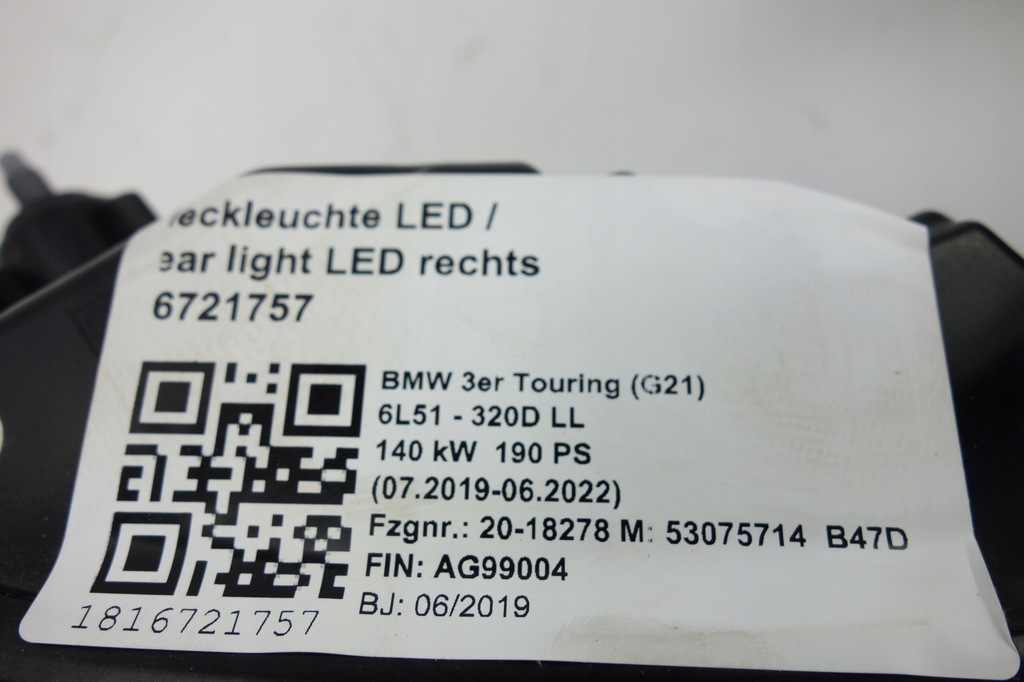 eckleuchte LED /
ear light LED rechts
6721757
BMW 3er Touring (G21)
6L51 - 320D LL
140 kW 190 PS
(07.2019-06.2022)
Fzgnr.: 20-18278 M: 53075714 B47D
FIN: AG99004
BJ: 06/2019
1816721757